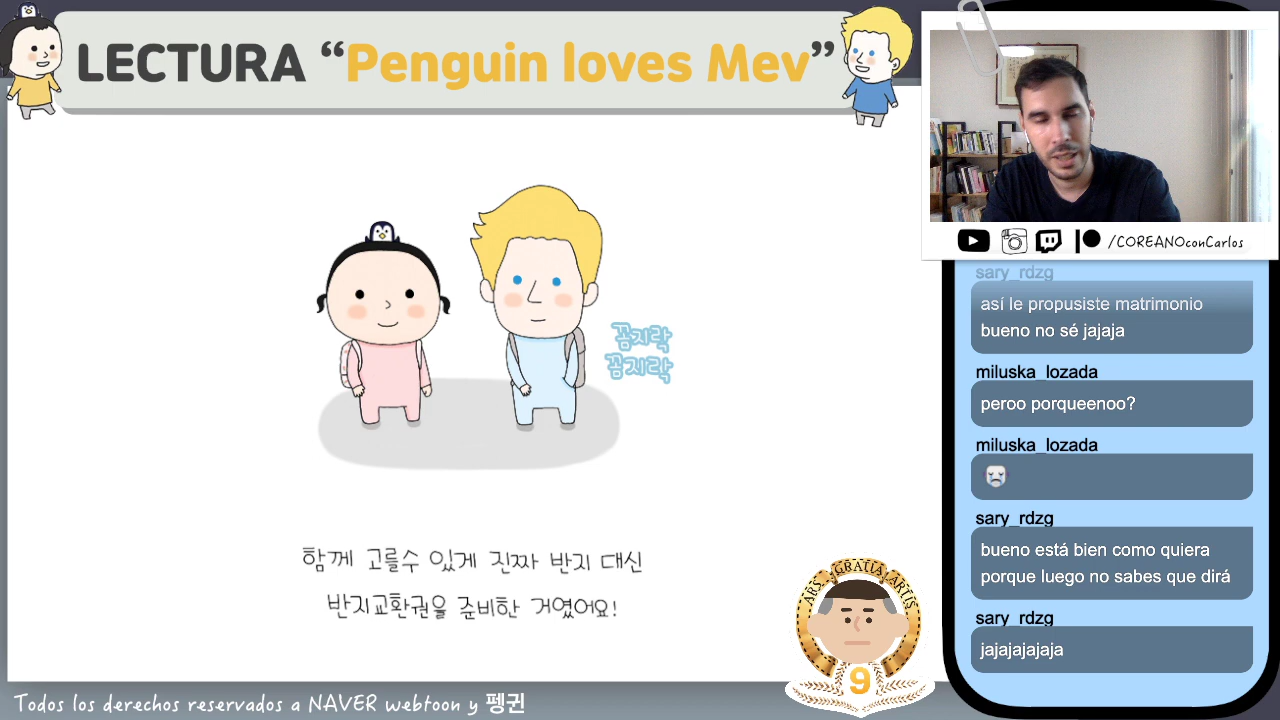 LECTURA “Penguin loves Mev”
꼼지락
꼼지락
함께 고를수 있게 진짜 반지 대신
반지교환권을 준비한 거였어요!
ARS GRATIA ARTIS
9
Todos los derechos reservados a NAVER webtoon y 펭귄
/COREANOconCarlos
sary_rdzg
así le propusiste matrimonio
bueno no sé jajaja
miluska_lozada
peroo porqueenoo?
miluska_lozada
sary_rdzg
bueno está bien como quiera
porque luego no sabes que dirá
sary_rdzg
jajajajajaja